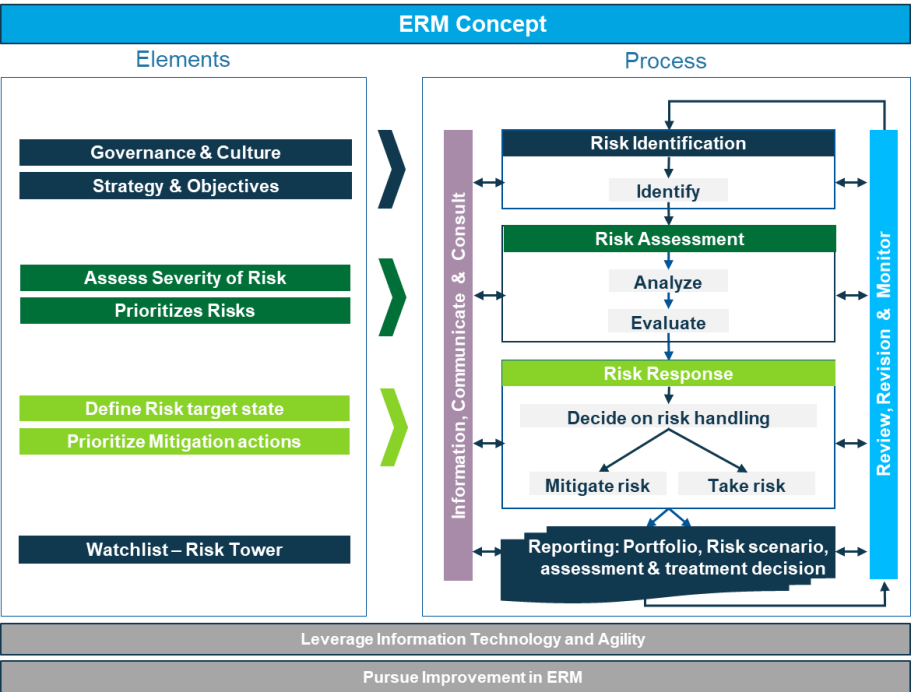 ERM Concept
Elements
Process
Governance & Culture
Strategy & Objectives
Assess Severity of Risk
Prioritizes Risks
Define Risk target state
Prioritize Mitigation actions
Watchlist – Risk Tower
Information, Communicate & Consult
Risk Identification
Identify
Risk Assessment
Analyze
Evaluate
Risk Response
Decide on risk handling
Mitigate risk
Take risk
Reporting: Portfolio, Risk scenario,
assessment & treatment decision
Review, Revision & Monitor
Leverage Information Technology and Agility
Pursue Improvement in ERM